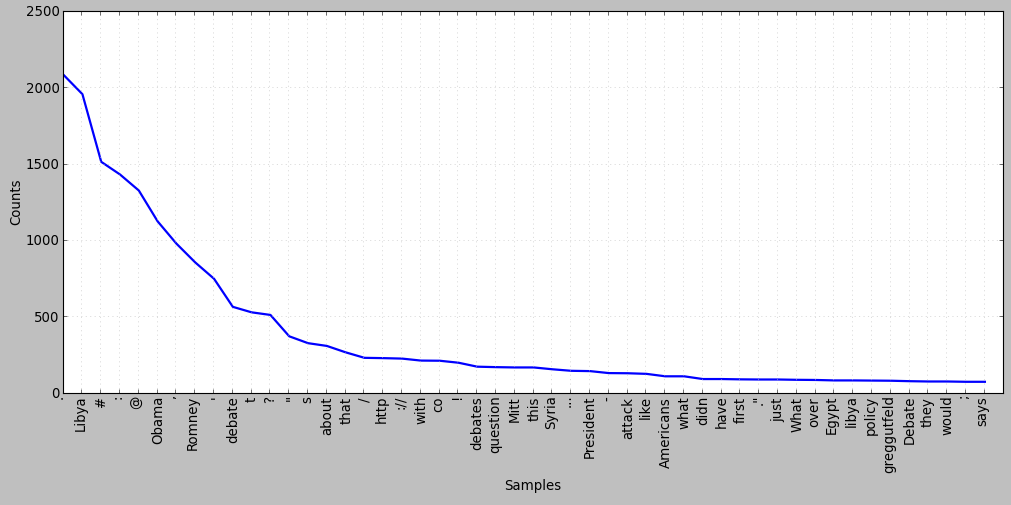 2500
2000
1500
1000
500
0
Counts
.
Libya
#
:
@
Obama
,
Romney
'
debate
t
?
"
s
about
that
/
http
://
with
co
!
debates
question
Mitt
this
Syria
...
President
-
attack
like
Americans
what
didn
have
first
".
just
What
over
Egypt
libya
policy
greggutfeld
Debate
they
would
;
says
Samples